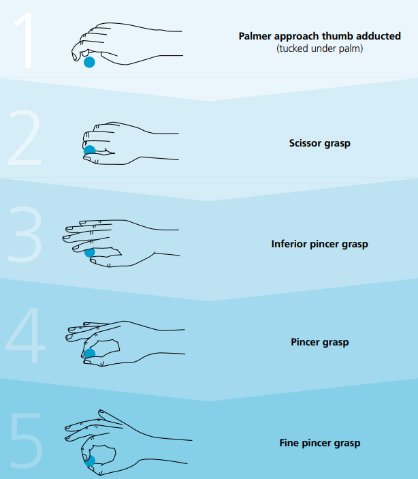 1
Palmer approach thumb adducted
(tucked under palm)
2
Scissor grasp
3
Inferior pincer grasp
4
Pincer grasp
5
Fine pincer grasp